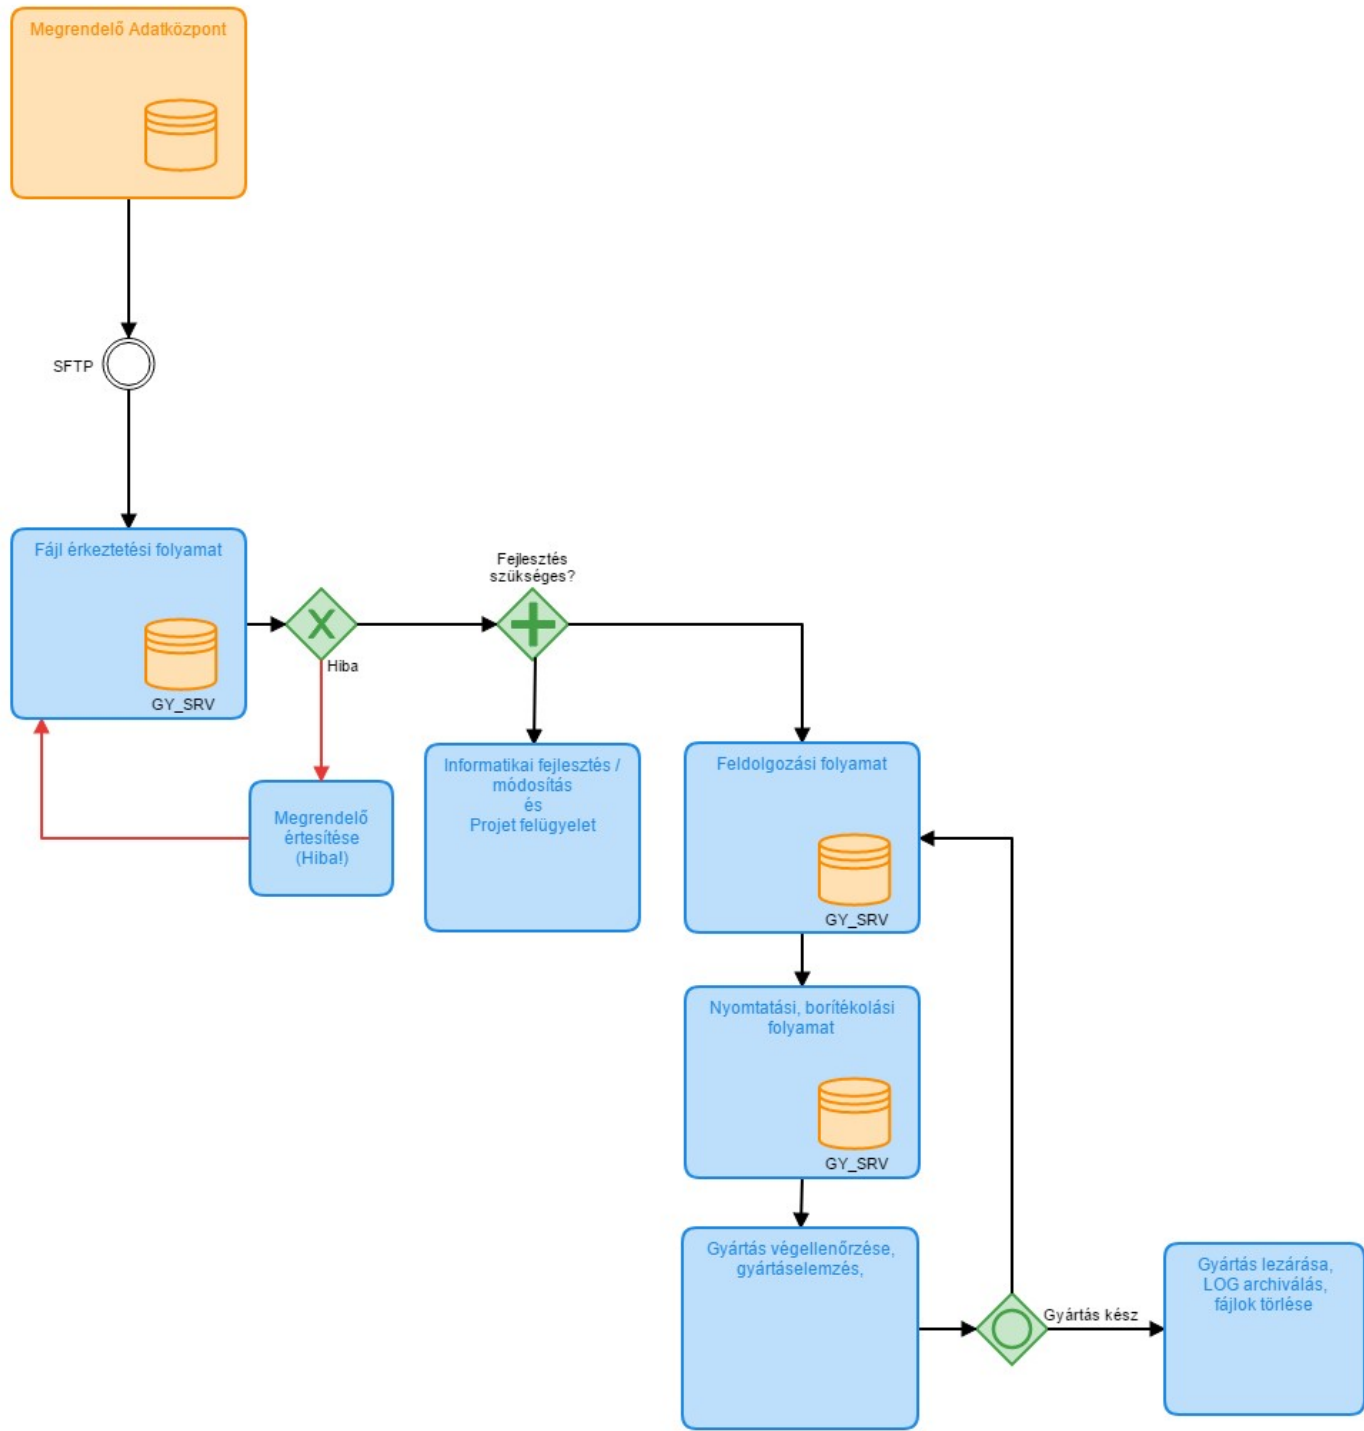 Megrendelő Adatközpont
SFTP
Fájl érkeztetési folyamat
GY_SRV
Hiba
Fejlesztés
szükséges?
Megrendelő
értesítése
(Hiba!)
Informatikai fejlesztés /
módosítás
és
Projet felügyelet
Feldolgozási folyamat
GY_SRV
Nyomtatási, borítékolási
folyamat
GY_SRV
Gyártás végellenőrzése,
gyártáselemzés,
Gyártás kész
Gyártás lezárása,
LOG archiválás,
fájlok törlése